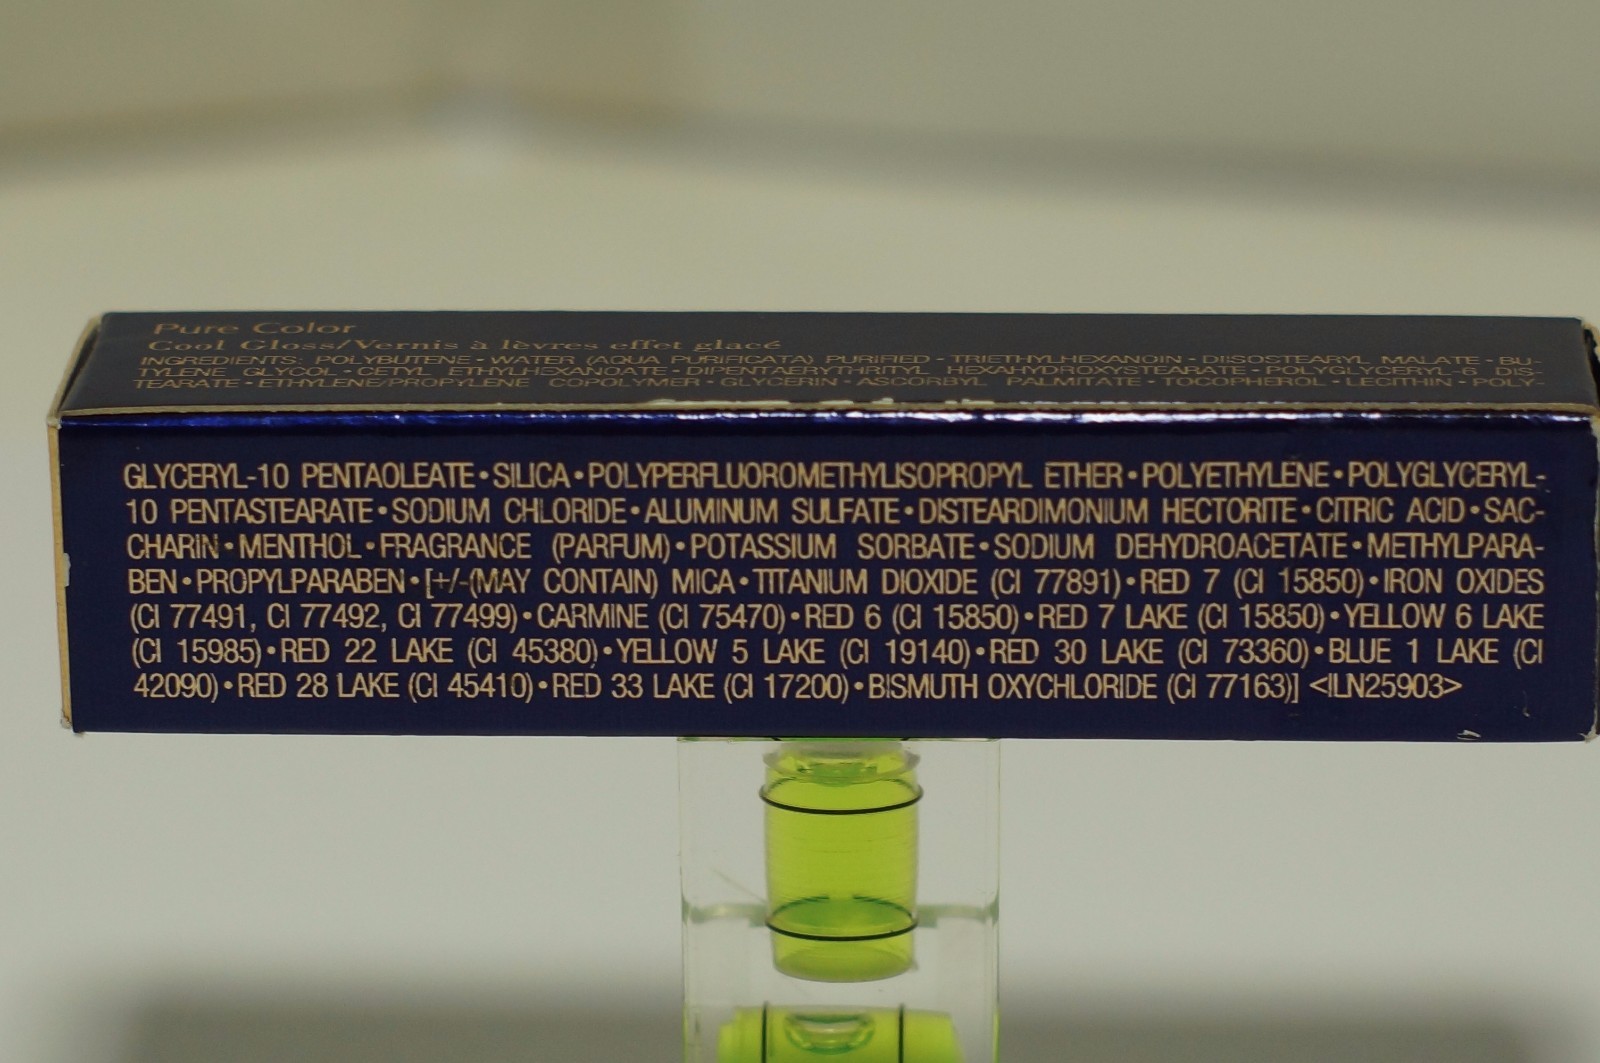 Pure Color
Cool Gloss/Vernis à lèvres effet glacé
INGREDIENTS: POLYBUTENE • WATER (AQUA PURIFICATA) PURIFIED • TRIETHYLHEXANOIN • DIISOSTEARYL MALATE • BU-
TYLENE GLYCOL • CETYL ETHYLHEXANOATE • DIPENTAERYTHRITYL HEXAHYDROXYSTEARATE • POLYGLYCERYL-6 DIS-
TEARATE • ETHYLENE/PROPYLENE COPOLYMER • GLYCERIN • ASCORBYL PALMITATE • TOCOPHEROL • LECITHIN • POLY-
GLYCERYL-10 PENTAOLEATE • SILICA • POLYPERFLUOROMETHYLISOPROPYL ETHER • POLYETHYLENE • POLYGLYCERYL-
10 PENTASTEARATE • SODIUM CHLORIDE • ALUMINUM SULFATE • DISTEARDIMONIUM HECTORITE • CITRIC ACID • SAC-
CHARIN • MENTHOL • FRAGRANCE (PARFUM) • POTASSIUM SORBATE • SODIUM DEHYDROACETATE • METHYLPARA-
BEN • PROPYLPARABEN • [+/-(MAY CONTAIN) MICA • TITANIUM DIOXIDE (CI 77891) • RED 7 (CI 15850) • IRON OXIDES
(CI 77491, CI 77492, CI 77499) • CARMINE (CI 75470) • RED 6 (CI 15850) • RED 7 LAKE (CI 15850) • YELLOW 6 LAKE
(CI 15985) • RED 22 LAKE (CI 45380) • YELLOW 5 LAKE (CI 19140) • RED 30 LAKE (CI 73360) • BLUE 1 LAKE (CI
42090) • RED 28 LAKE (CI 45410) • RED 33 LAKE (CI 17200) • BISMUTH OXYCHLORIDE (CI 77163)] <ILN25903>